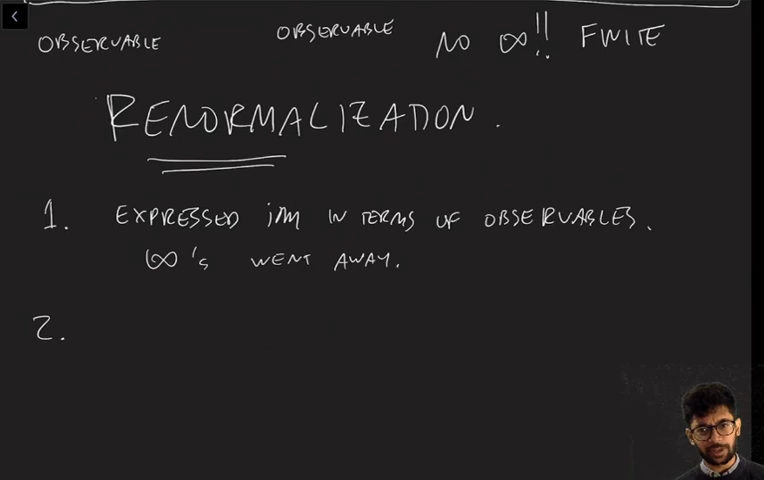 OBSERVABLE OBSERVABLE NO ∞!! FINITE
RENORMALIZATION.
1. EXPRESSED iM IN TERMS OF OBSERVABLES.
∞'s WENT AWAY.
2.